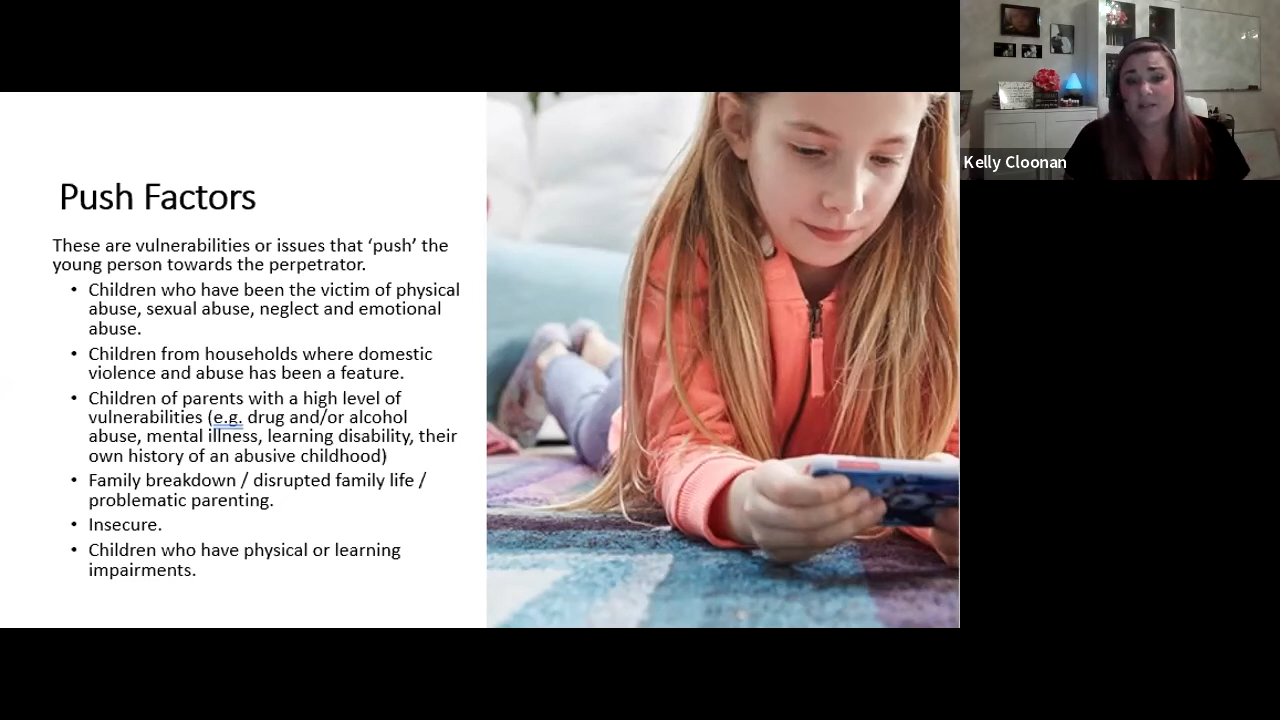 Push Factors
These are vulnerabilities or issues that ‘push’ the
young person towards the perpetrator.
• Children who have been the victim of physical
abuse, sexual abuse, neglect and emotional
abuse.
• Children from households where domestic
violence and abuse has been a feature.
• Children of parents with a high level of
vulnerabilities (e.g. drug and/or alcohol
abuse, mental illness, learning disability, their
own history of an abusive childhood)
• Family breakdown / disrupted family life /
problematic parenting.
• Insecure.
• Children who have physical or learning
impairments.
Kelly Cloonan